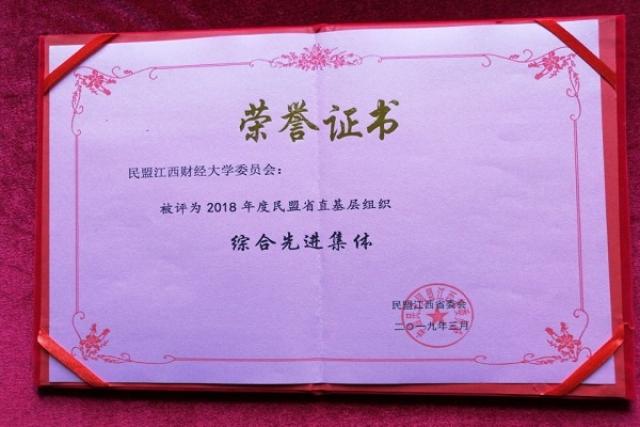 荣誉证书
民盟江西财经大学委员会：
被评为2018年度民盟省直基层组织
综合先进集体
民盟江西省委会
二〇一九年三月